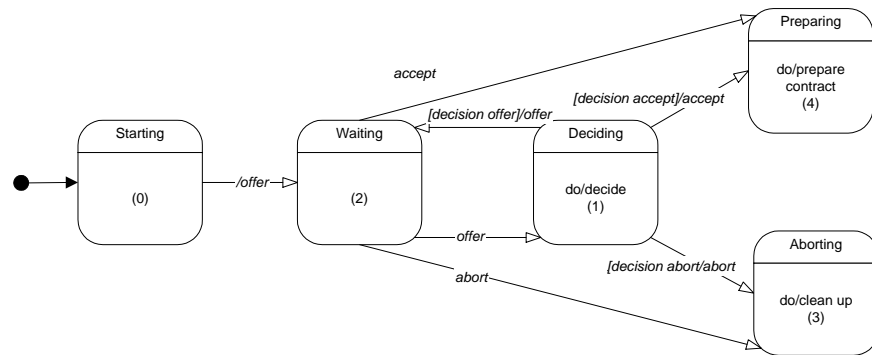 Preparing
do/prepare
contract
(4)
accept
[decision accept]/accept
[decision offer]/offer
Starting
(0)
/offer
Waiting
(2)
Deciding
do/decide
(1)
offer
[decision abort/abort
abort
Aborting
do/clean up
(3)